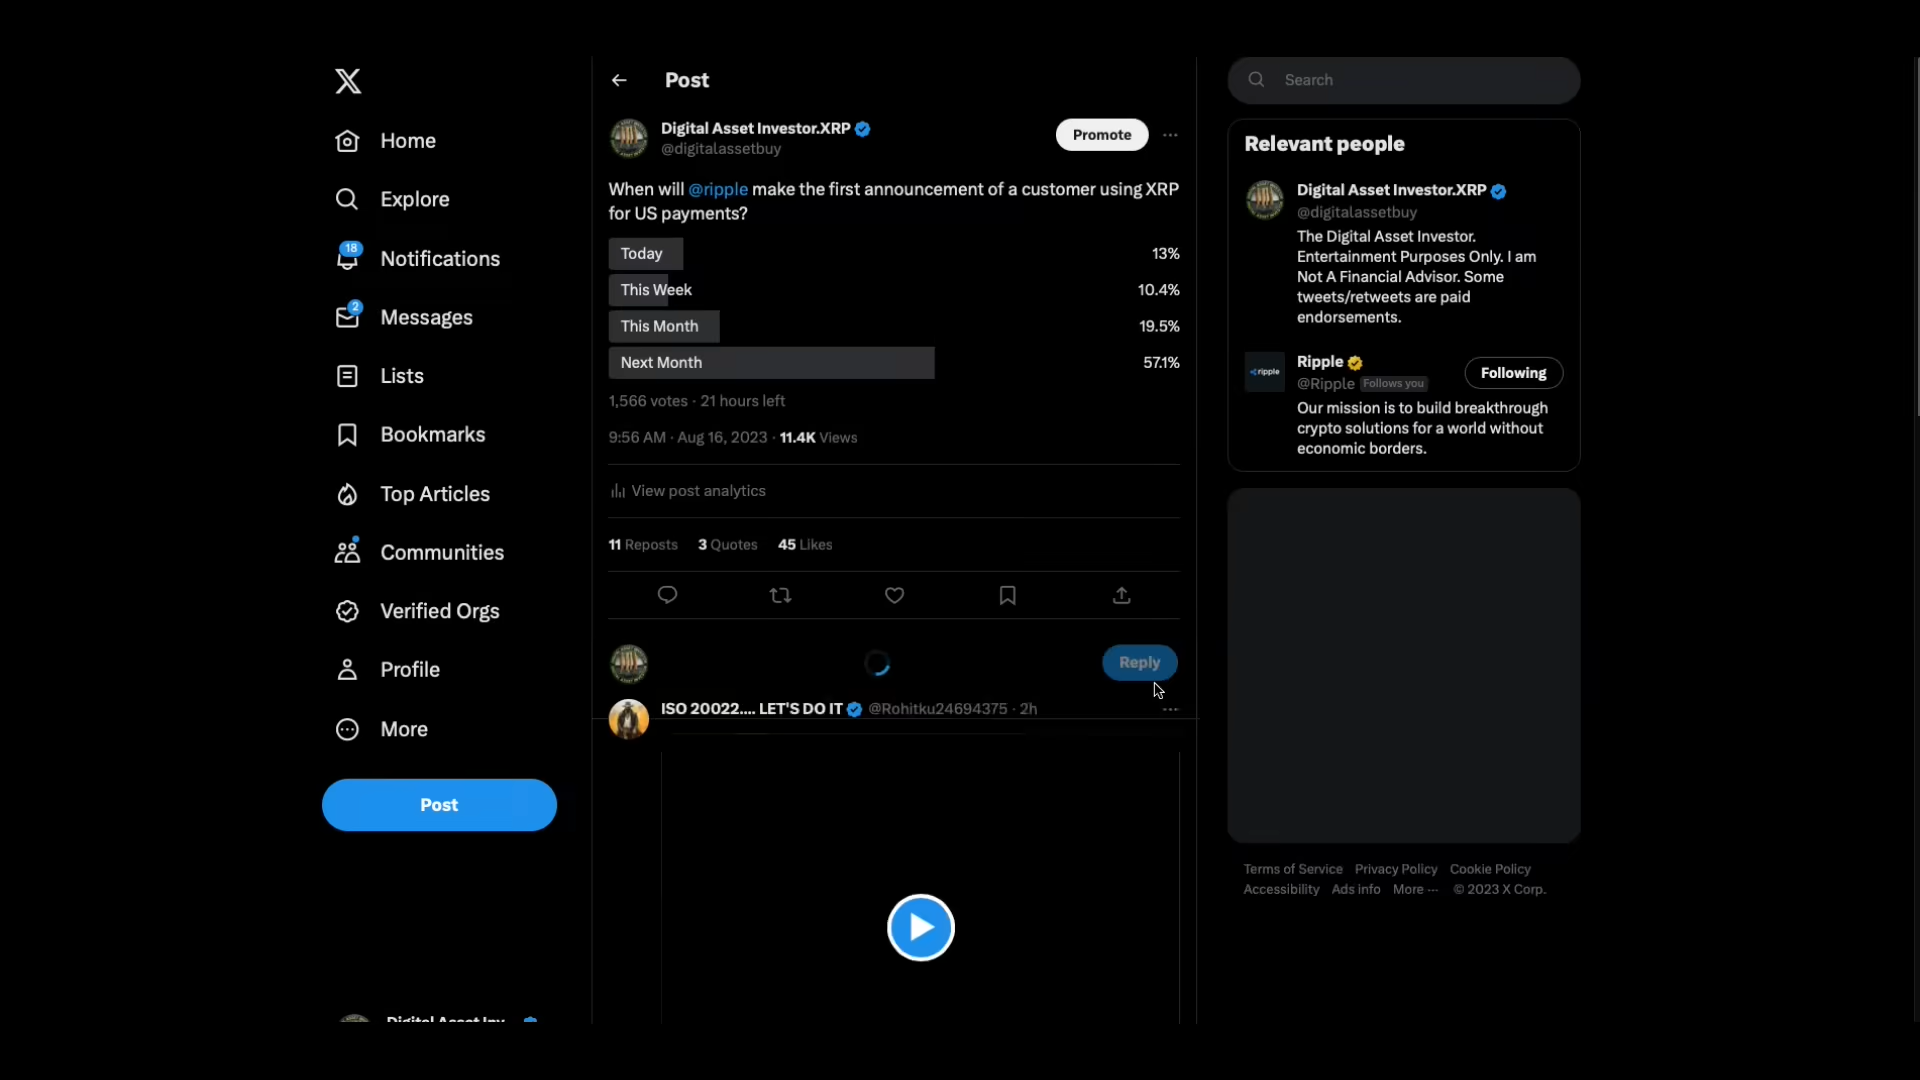 Home
Explore
18
Notifications
2
Messages
Lists
Bookmarks
Top Articles
Communities
Verified Orgs
Profile
More
Post
Post
Digital Asset Investor.XRP
@digitalassetbuy
Promote
When will @ripple make the first announcement of a customer using XRP
for US payments?
Today 13%
This Week 10.4%
This Month 19.5%
Next Month 57.1%
1,566 votes · 21 hours left
9:56 AM · Aug 16, 2023 · 11.4K Views
View post analytics
11 Reposts 3 Quotes 45 Likes
Reply
ISO 20022.... LET'S DO IT @Rohitku24694375 · 2h
Search
Relevant people
Digital Asset Investor.XRP
@digitalassetbuy
The Digital Asset Investor.
Entertainment Purposes Only. I am
Not A Financial Advisor. Some
tweets/retweets are paid
endorsements.
ripple
Ripple
@Ripple Follows you
Following
Our mission is to build breakthrough
crypto solutions for a world without
economic borders.
Terms of Service Privacy Policy Cookie Policy
Accessibility Ads info More ··· © 2023 X Corp.